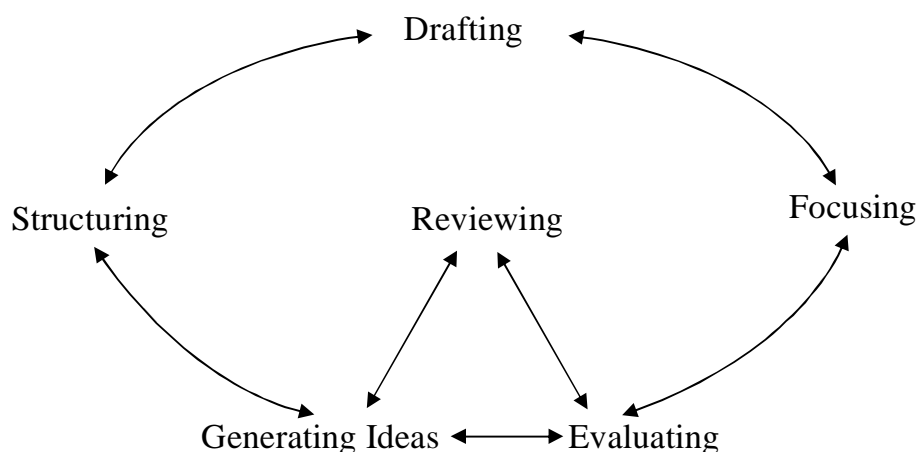 Drafting
Structuring
Reviewing
Focusing
Generating Ideas
Evaluating